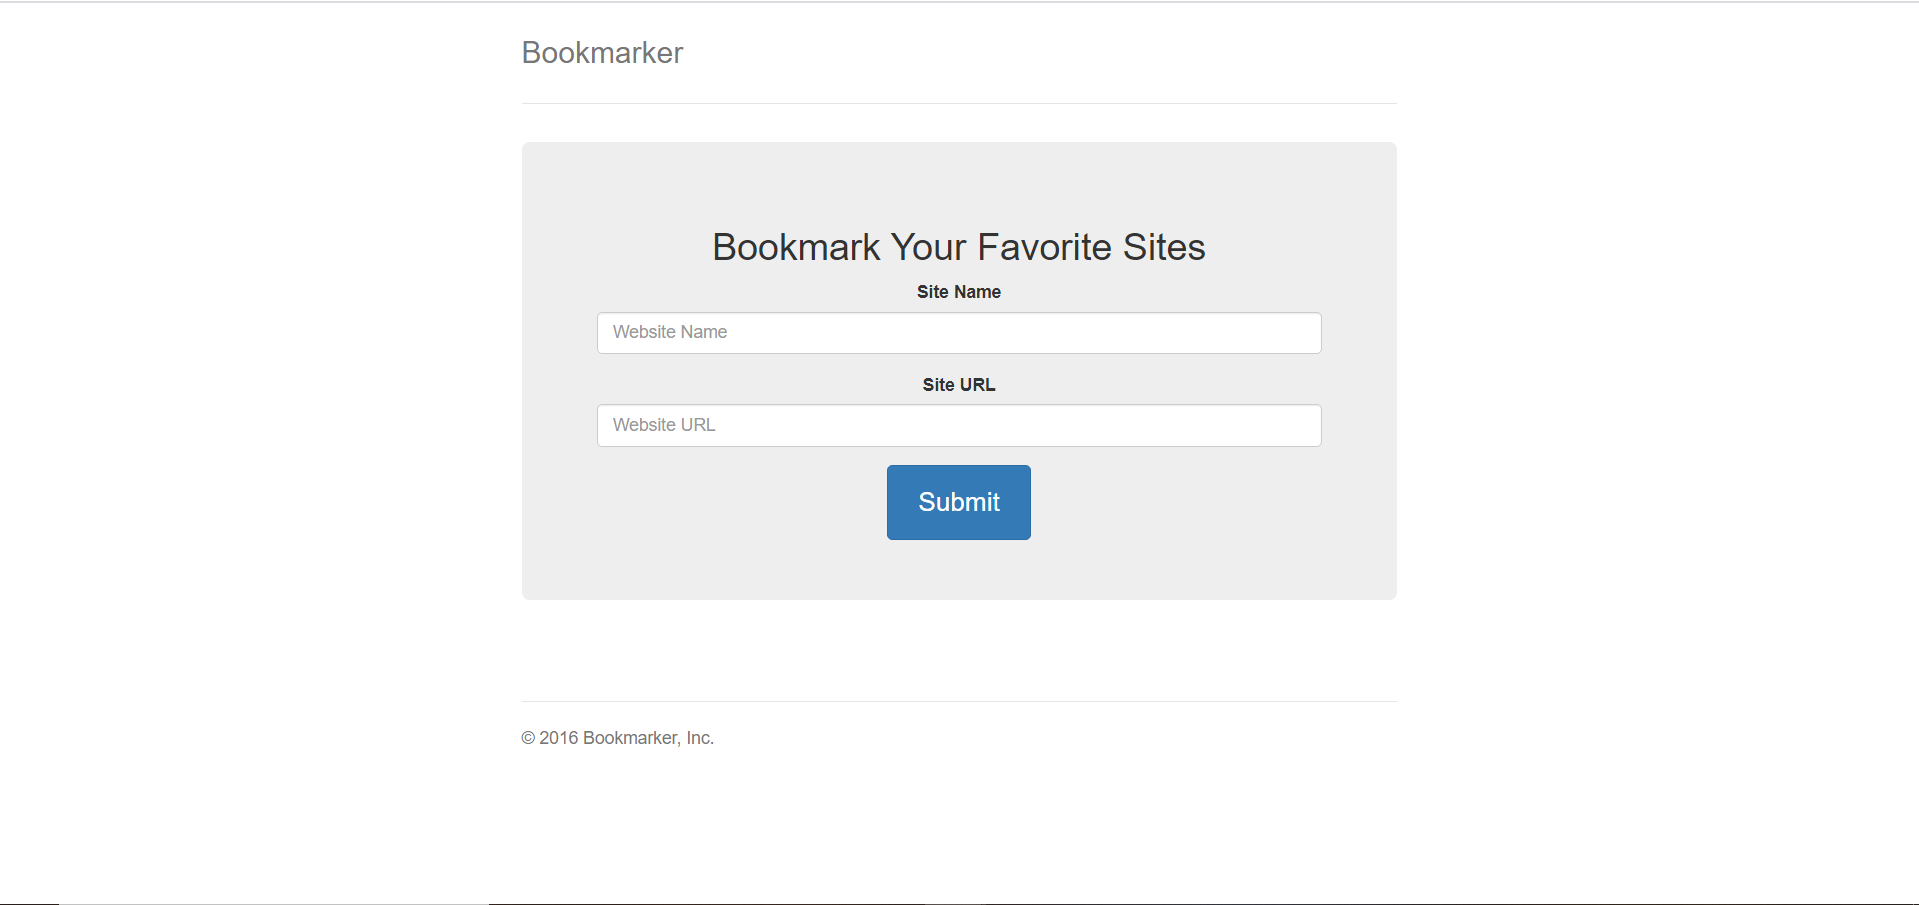 Bookmarker
Bookmark Your Favorite Sites
Site Name
Website Name
Site URL
Website URL
Submit
© 2016 Bookmarker, Inc.